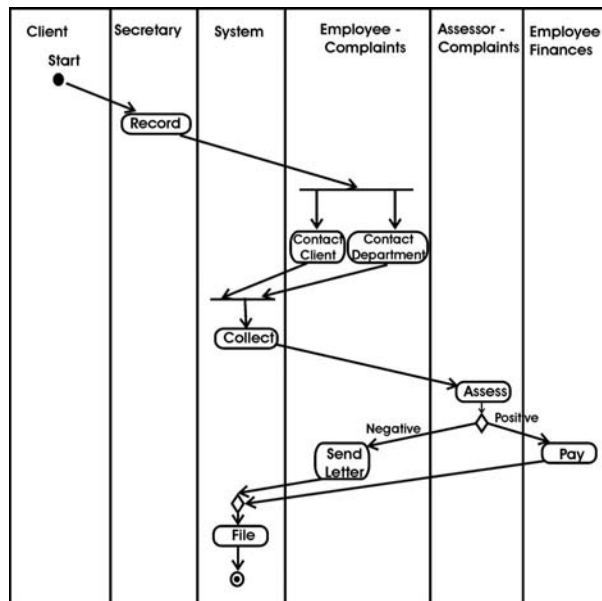 Client
Secretary
System
Employee -
Complaints
Assessor -
Complaints
Employee
Finances
Start
Record
Contact
Client
Contact
Department
Collect
Assess
Negative
Positive
Send
Letter
Pay
File